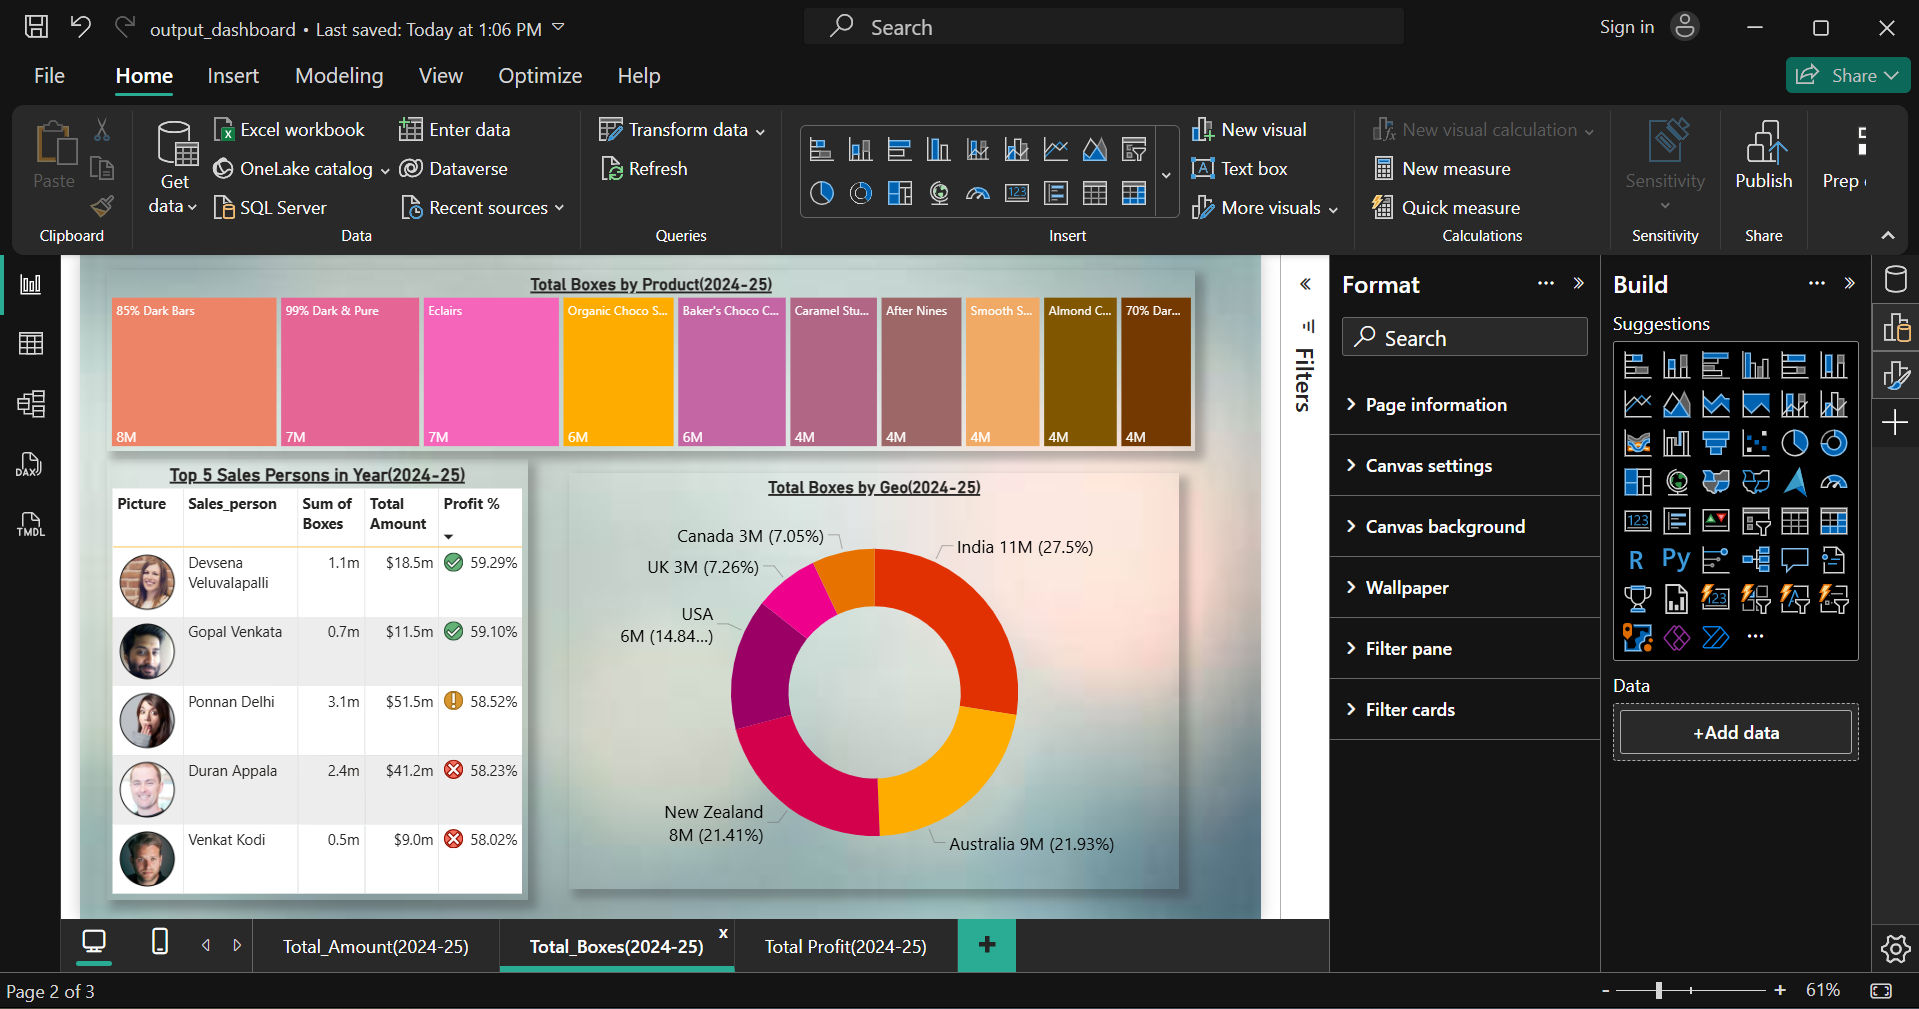 output_dashboard • Last saved: Today at 1:06 PM
Search
Sign in
File Home Insert Modeling View Optimize Help
Share
Paste
Clipboard
Get data
Excel workbook
OneLake catalog
SQL Server
Enter data
Dataverse
Recent sources
Data
Transform data
Refresh
Queries
123
New visual
Text box
More visuals
Insert
New visual calculation
New measure
Quick measure
Calculations
Sensitivity
Sensitivity
Publish
Share
Prep
DAX
TMDL
Total Boxes by Product(2024-25)
85% Dark Bars
8M
99% Dark & Pure
7M
Eclairs
7M
Organic Choco S...
6M
Baker's Choco C...
6M
Caramel Stu...
4M
After Nines
4M
Smooth S...
4M
Almond C...
4M
70% Dar...
4M
Top 5 Sales Persons in Year(2024-25)
Picture Sales_person Sum of Boxes Total Amount Profit %
Devsena Veluvalapalli 1.1m $18.5m 59.29%
Gopal Venkata 0.7m $11.5m 59.10%
Ponnan Delhi 3.1m $51.5m 58.52%
Duran Appala 2.4m $41.2m 58.23%
Venkat Kodi 0.5m $9.0m 58.02%
Total Boxes by Geo(2024-25)
Canada 3M (7.05%)
India 11M (27.5%)
UK 3M (7.26%)
USA
6M (14.84...)
New Zealand
8M (21.41%)
Australia 9M (21.93%)
Filters
Format
Search
Page information
Canvas settings
Canvas background
Wallpaper
Filter pane
Filter cards
Build
Suggestions
123
R Py
123
Data
+Add data
Total_Amount(2024-25) Total_Boxes(2024-25) x Total Profit(2024-25) +
Page 2 of 3
- + 61%